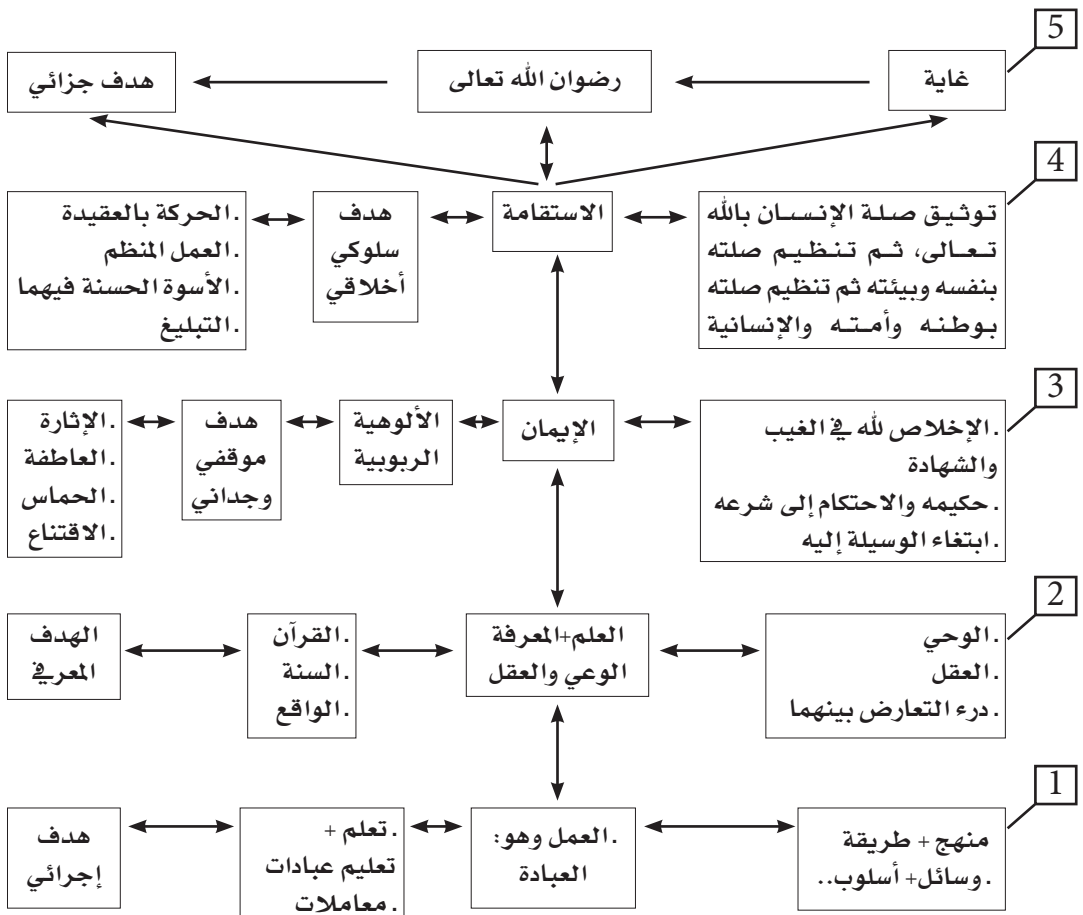 5
غاية
رضوان الله تعالى
هدف جزائي
4
توثيق صلة الإنسان بالله
تعالى، ثم تنظيم صلته
بنفسه وبيئته ثم تنظيم صلته
بوطنه وأمته والإنسانية
الاستقامة
هدف
سلوكي
أخلاقي
.الحركة بالعقيدة
.العمل المنظم
.الأسوة الحسنة فيهما
.التبليغ
3
.الإخلاص لله في الغيب
والشهادة
.حكيمه والاحتكام إلى شرعه
.ابتغاء الوسيلة إليه
الإيمان
الألوهية
الربوبية
هدف
موقفي
وجداني
.الإثارة
.العاطفة
.الحماس
.الاقتناع
2
.الوحي
.العقل
.درء التعارض بينهما
العلم+المعرفة
الوعي والعقل
.القرآن
.السنة
.الواقع
الهدف
المعرفي
1
منهج + طريقة
.وسائل+ أسلوب..
.العمل وهو:
العبادة
.تعلم +
تعليم عبادات
.معاملات
هدف
إجرائي